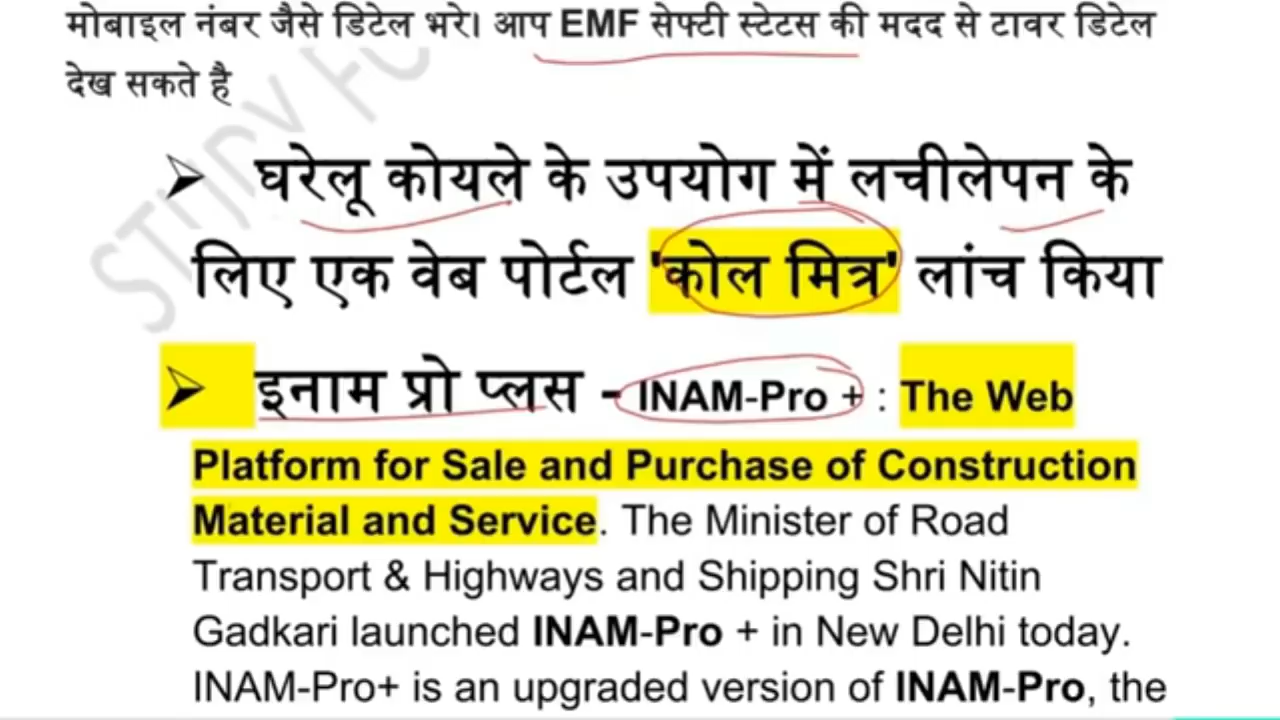 मोबाइल नंबर जैसे डिटेल भरे। आप EMF सेफ्टी स्टेटस की मदद से टावर डिटेल
देख सकते है
➢ घरेलू कोयले के उपयोग में लचीलेपन के
लिए एक वेब पोर्टल 'कोल मित्र' लांच किया
➢ इनाम प्रो प्लस - INAM-Pro + : The Web
Platform for Sale and Purchase of Construction
Material and Service. The Minister of Road
Transport & Highways and Shipping Shri Nitin
Gadkari launched INAM-Pro + in New Delhi today.
INAM-Pro+ is an upgraded version of INAM-Pro, the